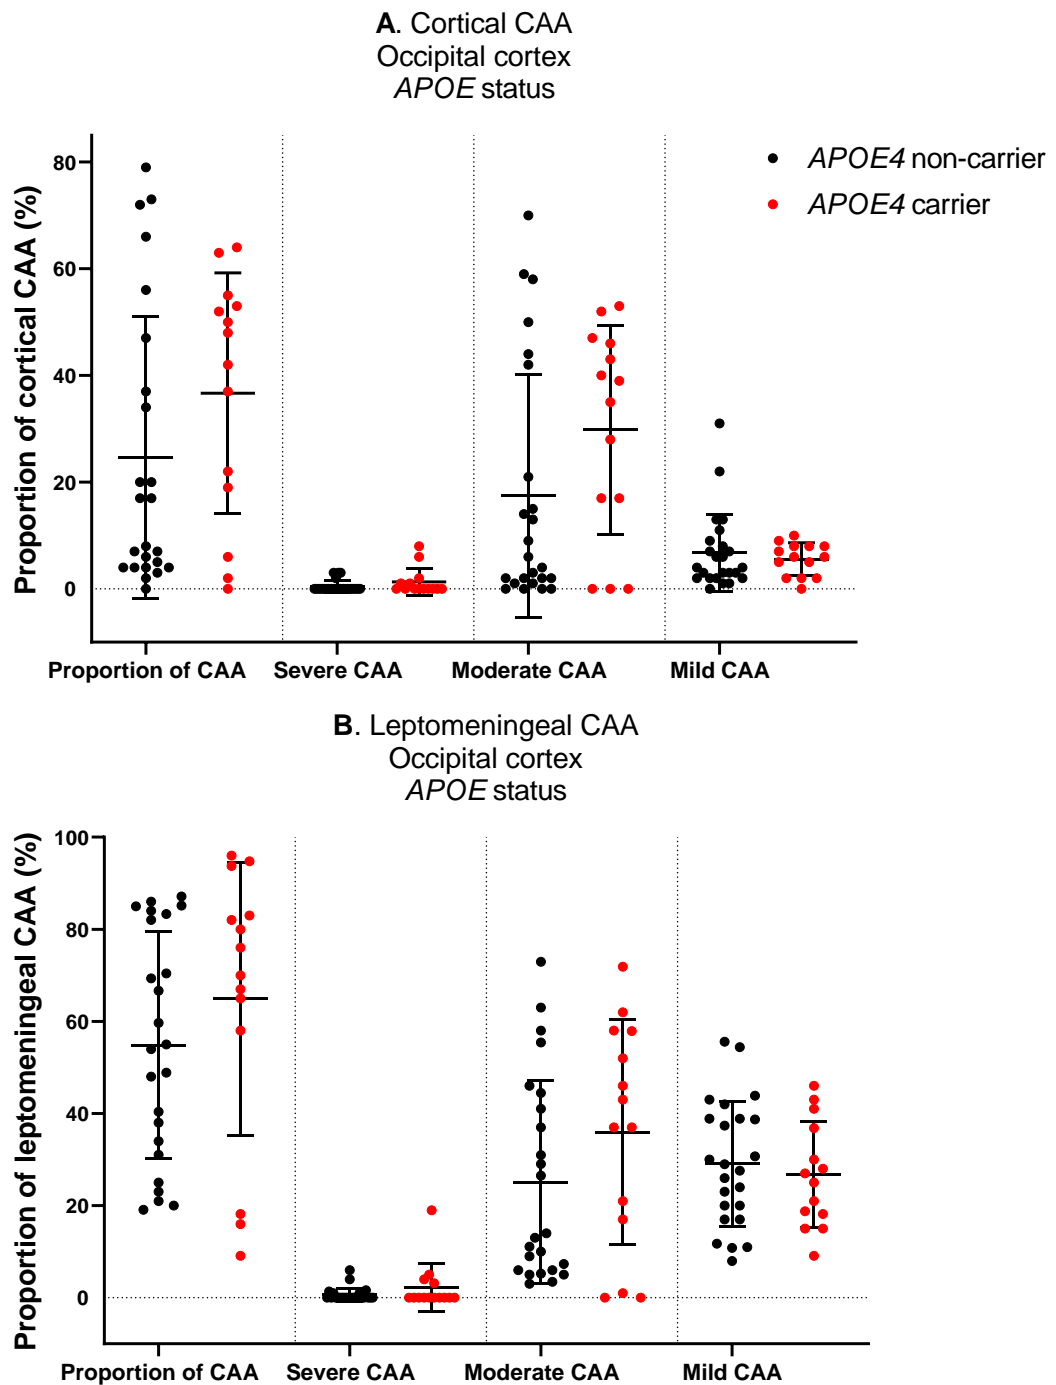 A. Cortical CAA
Occipital cortex
APOE status
APOE4 non-carrier
APOE4 carrier
Proportion of cortical CAA (%)
80
60
40
20
0
Proportion of CAA
Severe CAA
Moderate CAA
Mild CAA
B. Leptomeningeal CAA
Occipital cortex
APOE status
Proportion of leptomeningeal CAA (%)
100
80
60
40
20
0
Proportion of CAA
Severe CAA
Moderate CAA
Mild CAA